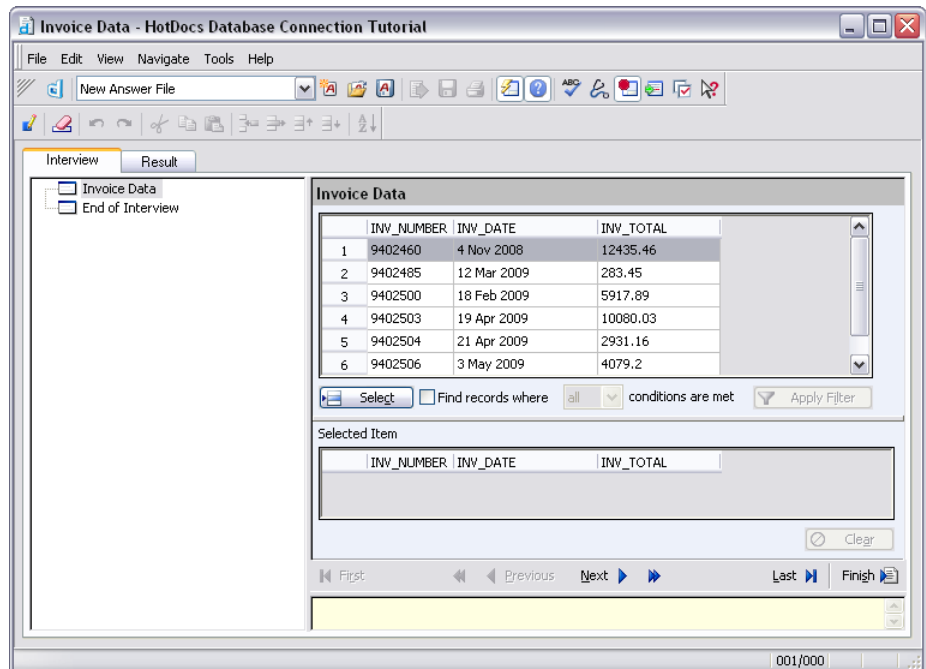 Invoice Data - HotDocs Database Connection Tutorial
File Edit View Navigate Tools Help
New Answer File
Interview Result
Invoice Data
End of Interview
Invoice Data
INV_NUMBER INV_DATE INV_TOTAL
1 9402460 4 Nov 2008 12435.46
2 9402485 12 Mar 2009 283.45
3 9402500 18 Feb 2009 5917.89
4 9402503 19 Apr 2009 10080.03
5 9402504 21 Apr 2009 2931.16
6 9402506 3 May 2009 4079.2
Select Find records where all conditions are met Apply Filter
Selected Item
INV_NUMBER INV_DATE INV_TOTAL
Clear
First Previous Next Last Finish
001/000